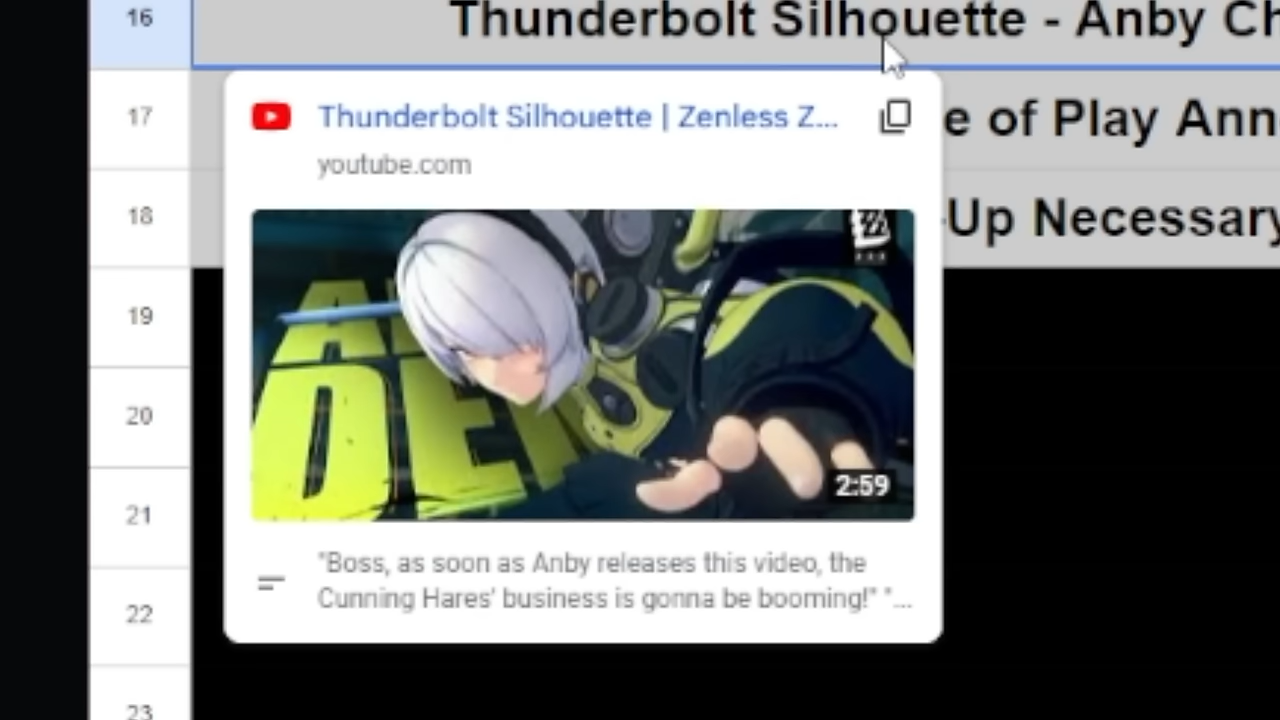 16
Thunderbolt Silhouette - Anby Ch
17
Thunderbolt Silhouette | Zenless Z...
e of Play Ann
youtube.com
18
-Up Necessary
19
20
2:59
21
"Boss, as soon as Anby releases this video, the
Cunning Hares' business is gonna be booming!" "...
22
23